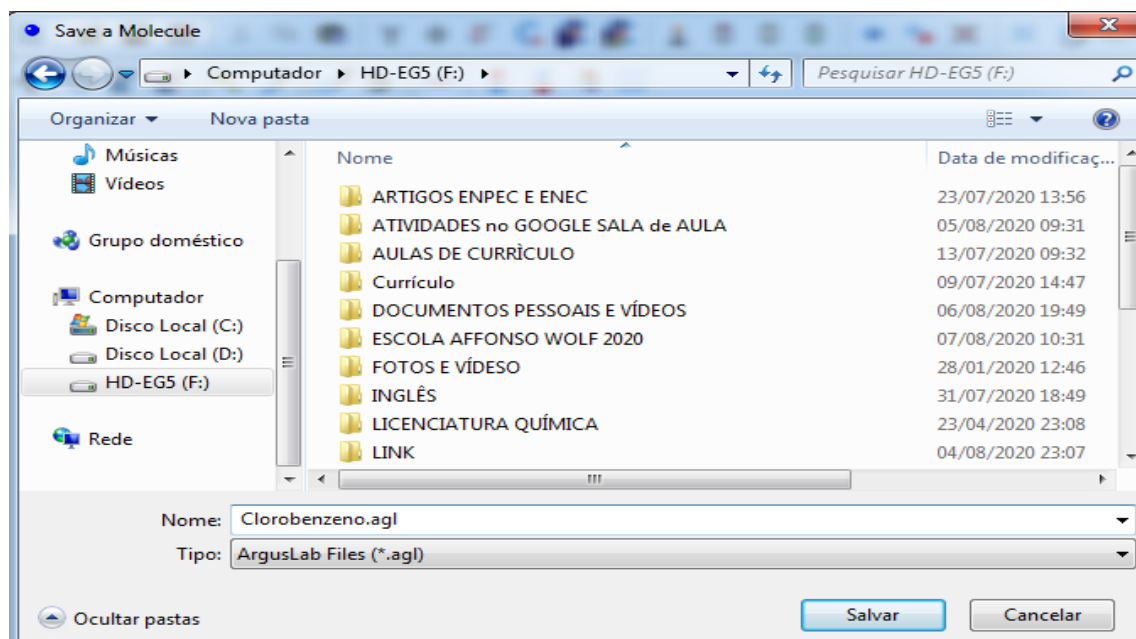 Save a Molecule
Computador HD-EG5 (F:) Pesquisar HD-EG5 (F:)
Organizar Nova pasta
Músicas
Vídeos
Grupo doméstico
Computador
Disco Local (C:)
Disco Local (D:)
HD-EG5 (F:)
Rede
Nome Data de modificaç...
ARTIGOS ENPEC E ENEC 23/07/2020 13:56
ATIVIDADES no GOOGLE SALA de AULA 05/08/2020 09:31
AULAS DE CURRÌCULO 13/07/2020 09:32
Currículo 09/07/2020 14:47
DOCUMENTOS PESSOAIS E VÍDEOS 06/08/2020 19:49
ESCOLA AFFONSO WOLF 2020 07/08/2020 10:31
FOTOS E VÍDESO 28/01/2020 12:46
INGLÊS 31/07/2020 18:49
LICENCIATURA QUÍMICA 23/04/2020 23:08
LINK 04/08/2020 23:07
Nome: Clorobenzeno.agl
Tipo: ArgusLab Files (*.agl)
Ocultar pastas Salvar Cancelar